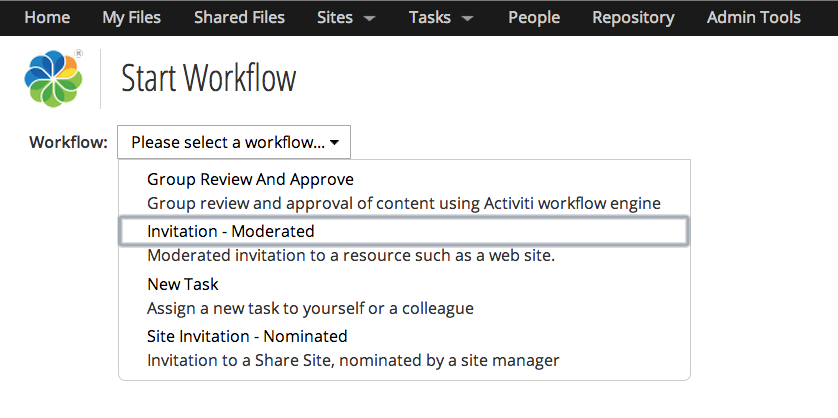 Home My Files Shared Files Sites Tasks People Repository Admin Tools
®
Start Workflow
Workflow: Please select a workflow...
Group Review And Approve
Group review and approval of content using Activiti workflow engine
Invitation - Moderated
Moderated invitation to a resource such as a web site.
New Task
Assign a new task to yourself or a colleague
Site Invitation - Nominated
Invitation to a Share Site, nominated by a site manager